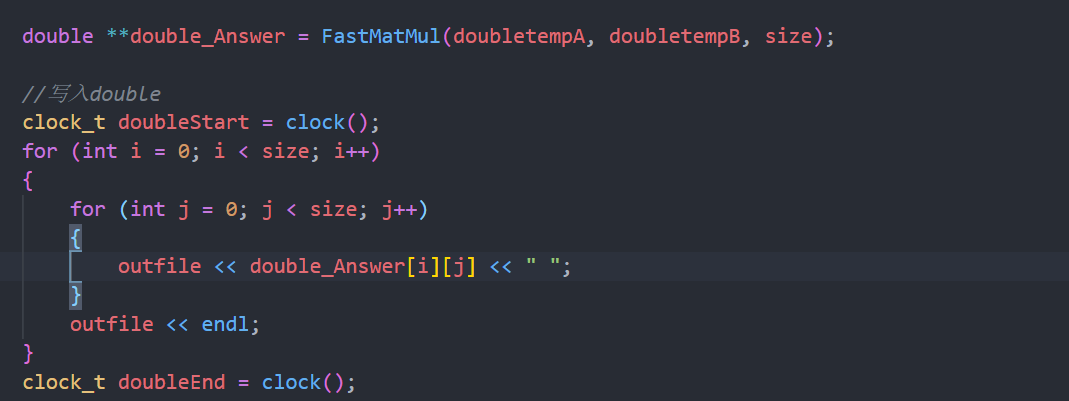 double **double_Answer = FastMatMul(doubletempA, doubletempB, size);
//写入double
clock_t doubleStart = clock();
for (int i = 0; i < size; i++)
{
    for (int j = 0; j < size; j++)
    {
        outfile << double_Answer[i][j] << " ";
    }
    outfile << endl;
}
clock_t doubleEnd = clock();